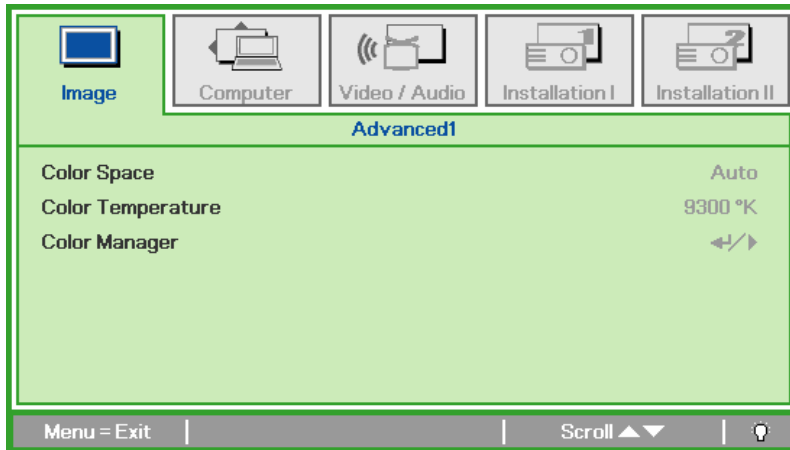 Image Computer Video / Audio Installation I Installation II
Advanced1
Color Space Auto
Color Temperature 9300 °K
Color Manager
Menu = Exit Scroll